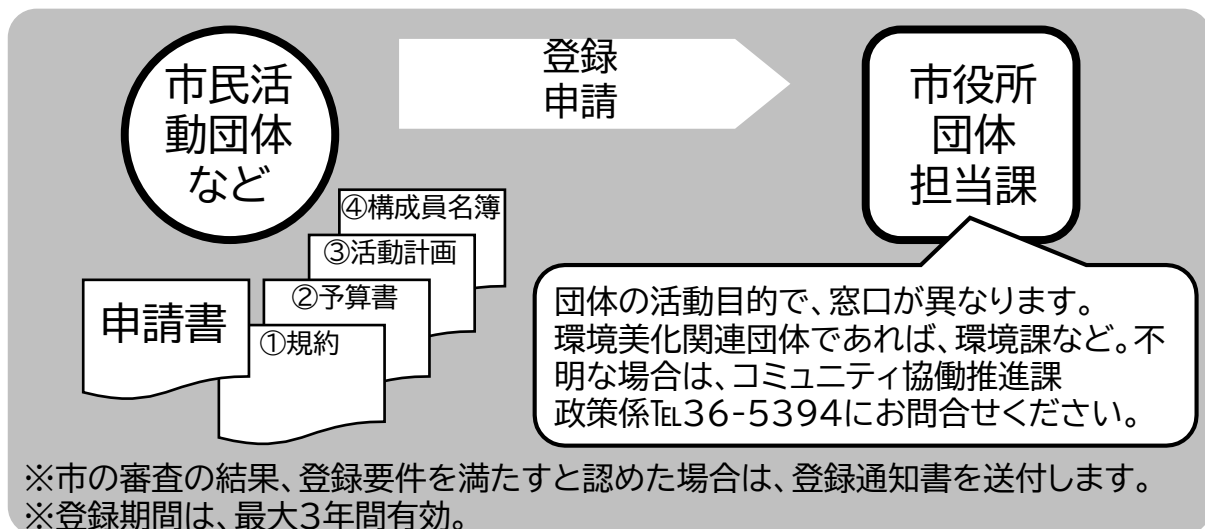 市民活
動団体
など
登録
申請
市役所
団体
担当課
申請書
①規約
②予算書
③活動計画
④構成員名簿
団体の活動目的で、窓口が異なります。
環境美化関連団体であれば、環境課など。不
明な場合は、コミュニティ協働推進課
政策係℡36-5394にお問合せください。
※市の審査の結果、登録要件を満たすと認めた場合は、登録通知書を送付します。
※登録期間は、最大3年間有効。